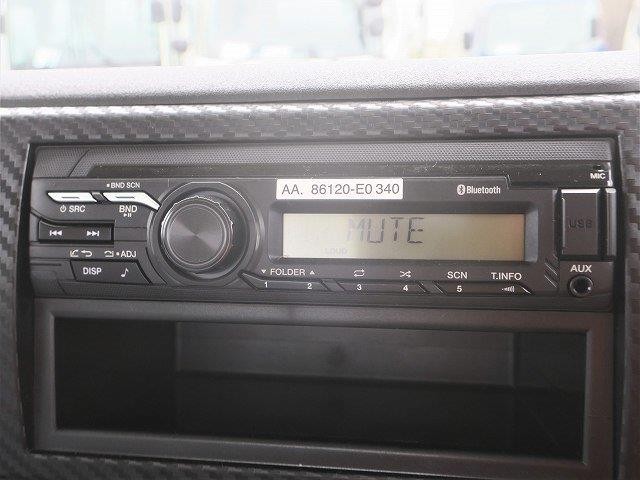 MIC
BND SCN
AA. 86120-E0 340
Bluetooth
SRC
BND
USB
MUTE
LOUD
ADJ
DISP
FOLDER
SCN
T.INFO
AUX
1 2 3 4 5